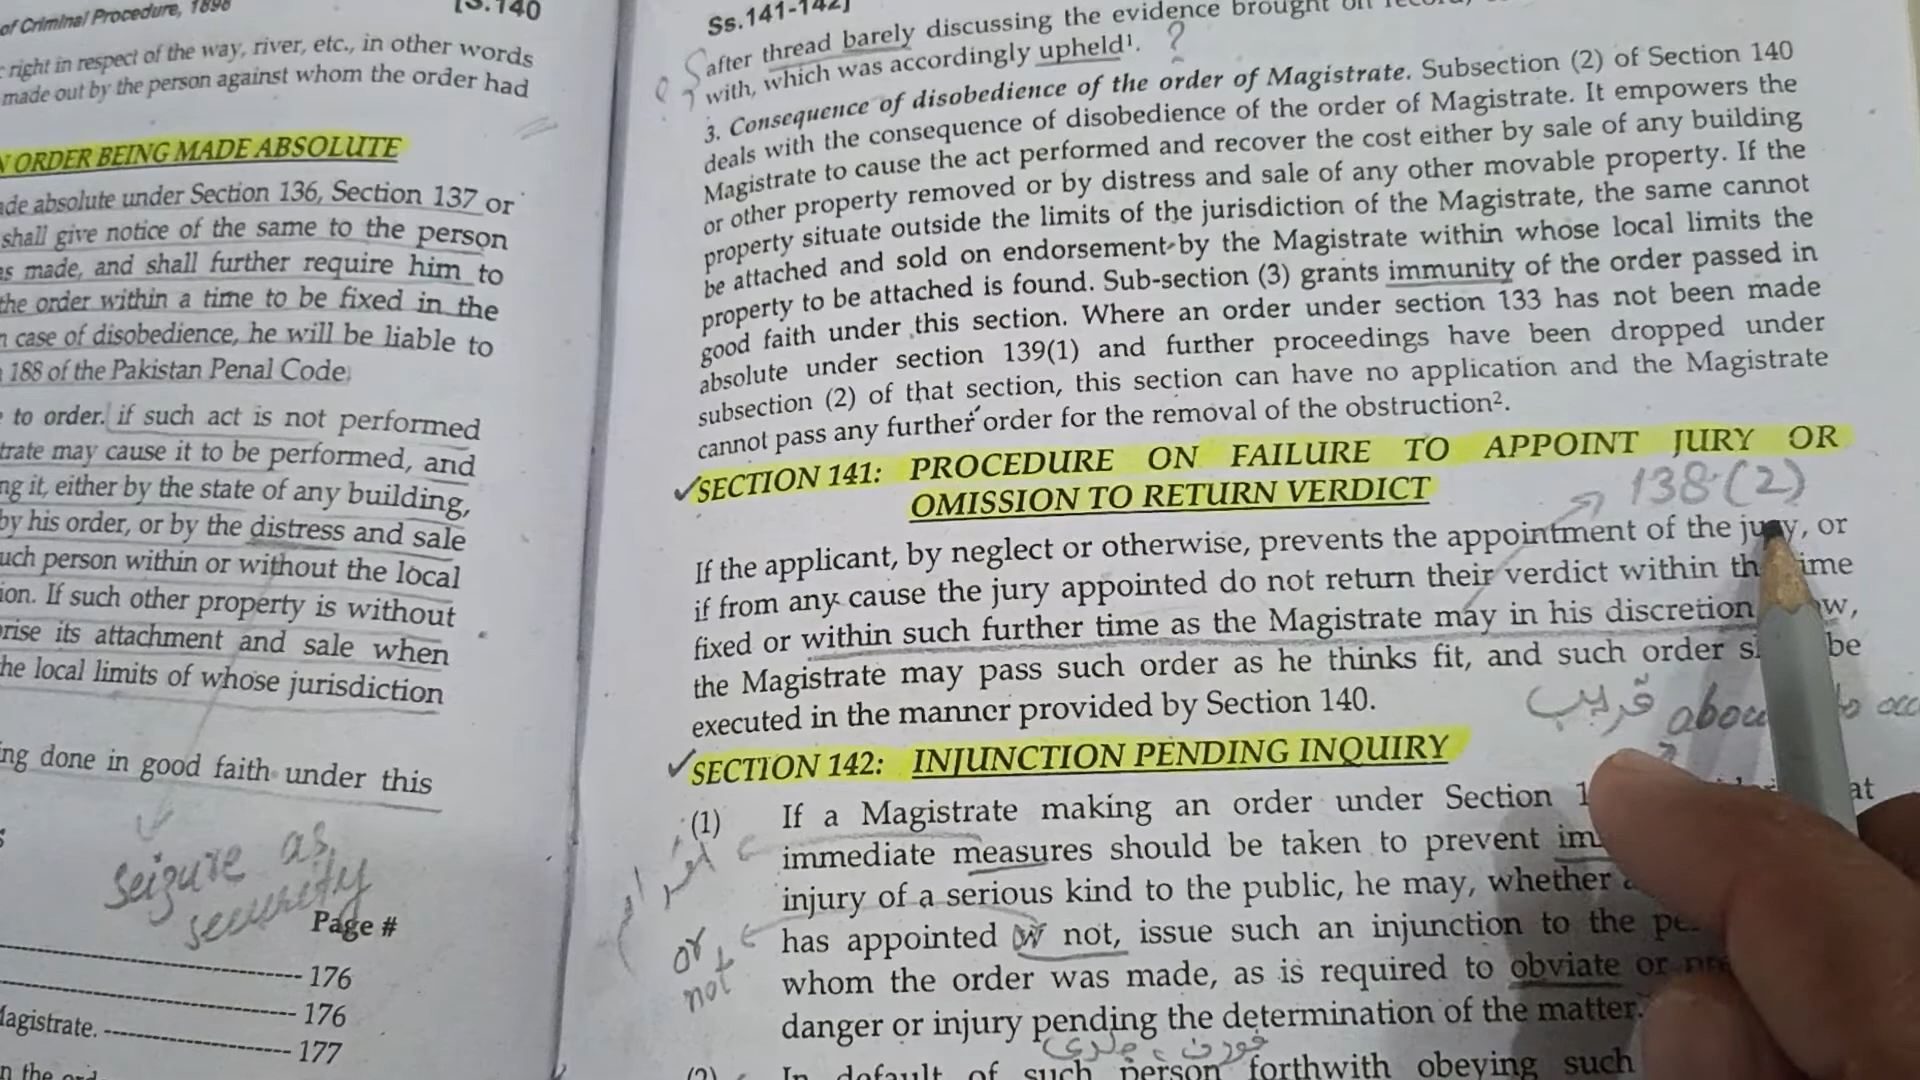 of Criminal Procedure, 1898
[S.140
right in respect of the way, river, etc., in other words
made out by the person against whom the order had
ORDER BEING MADE ABSOLUTE
absolute under Section 136, Section 137 or
shall give notice of the same to the person
made, and shall further require him to
the order within a time to be fixed in the
case of disobedience, he will be liable to
188 of the Pakistan Penal Code.
to order. if such act is not performed
may cause it to be performed, and
it, either by the state of any building,
by his order, or by the distress and sale
such person within or without the local
If such other property is without
its attachment and sale when
the local limits of whose jurisdiction
done in good faith under this
seizure as
security
Page #
176
176
Magistrate. 177
Ss.141-142]
after thread barely discussing the evidence brought on
with, which was accordingly upheld1. ?
3. Consequence of disobedience of the order of Magistrate. Subsection (2) of Section 140
deals with the consequence of disobedience of the order of Magistrate. It empowers the
Magistrate to cause the act performed and recover the cost either by sale of any building
or other property removed or by distress and sale of any other movable property. If the
property situate outside the limits of the jurisdiction of the Magistrate, the same cannot
be attached and sold on endorsement by the Magistrate within whose local limits the
property to be attached is found. Sub-section (3) grants immunity of the order passed in
good faith under this section. Where an order under section 133 has not been made
absolute under section 139(1) and further proceedings have been dropped under
subsection (2) of that section, this section can have no application and the Magistrate
cannot pass any further order for the removal of the obstruction2.
✓SECTION 141: PROCEDURE ON FAILURE TO APPOINT JURY OR
OMISSION TO RETURN VERDICT
138(2)
If the applicant, by neglect or otherwise, prevents the appointment of the jury, or
if from any cause the jury appointed do not return their verdict within
fixed or within such further time as the Magistrate may in his discretion
the Magistrate may pass such order as he thinks fit, and such order be
executed in the manner provided by Section 140.
قریب
✓SECTION 142: INJUNCTION PENDING INQUIRY
(1) If a Magistrate making an order under Section
immediate measures should be taken to prevent
injury of a serious kind to the public, he may, whether
has appointed or not, issue such an injunction to the
or
not
whom the order was made, as is required to obviate or
danger or injury pending the determination of the matter.
(2) In default of such person forthwith obeying such